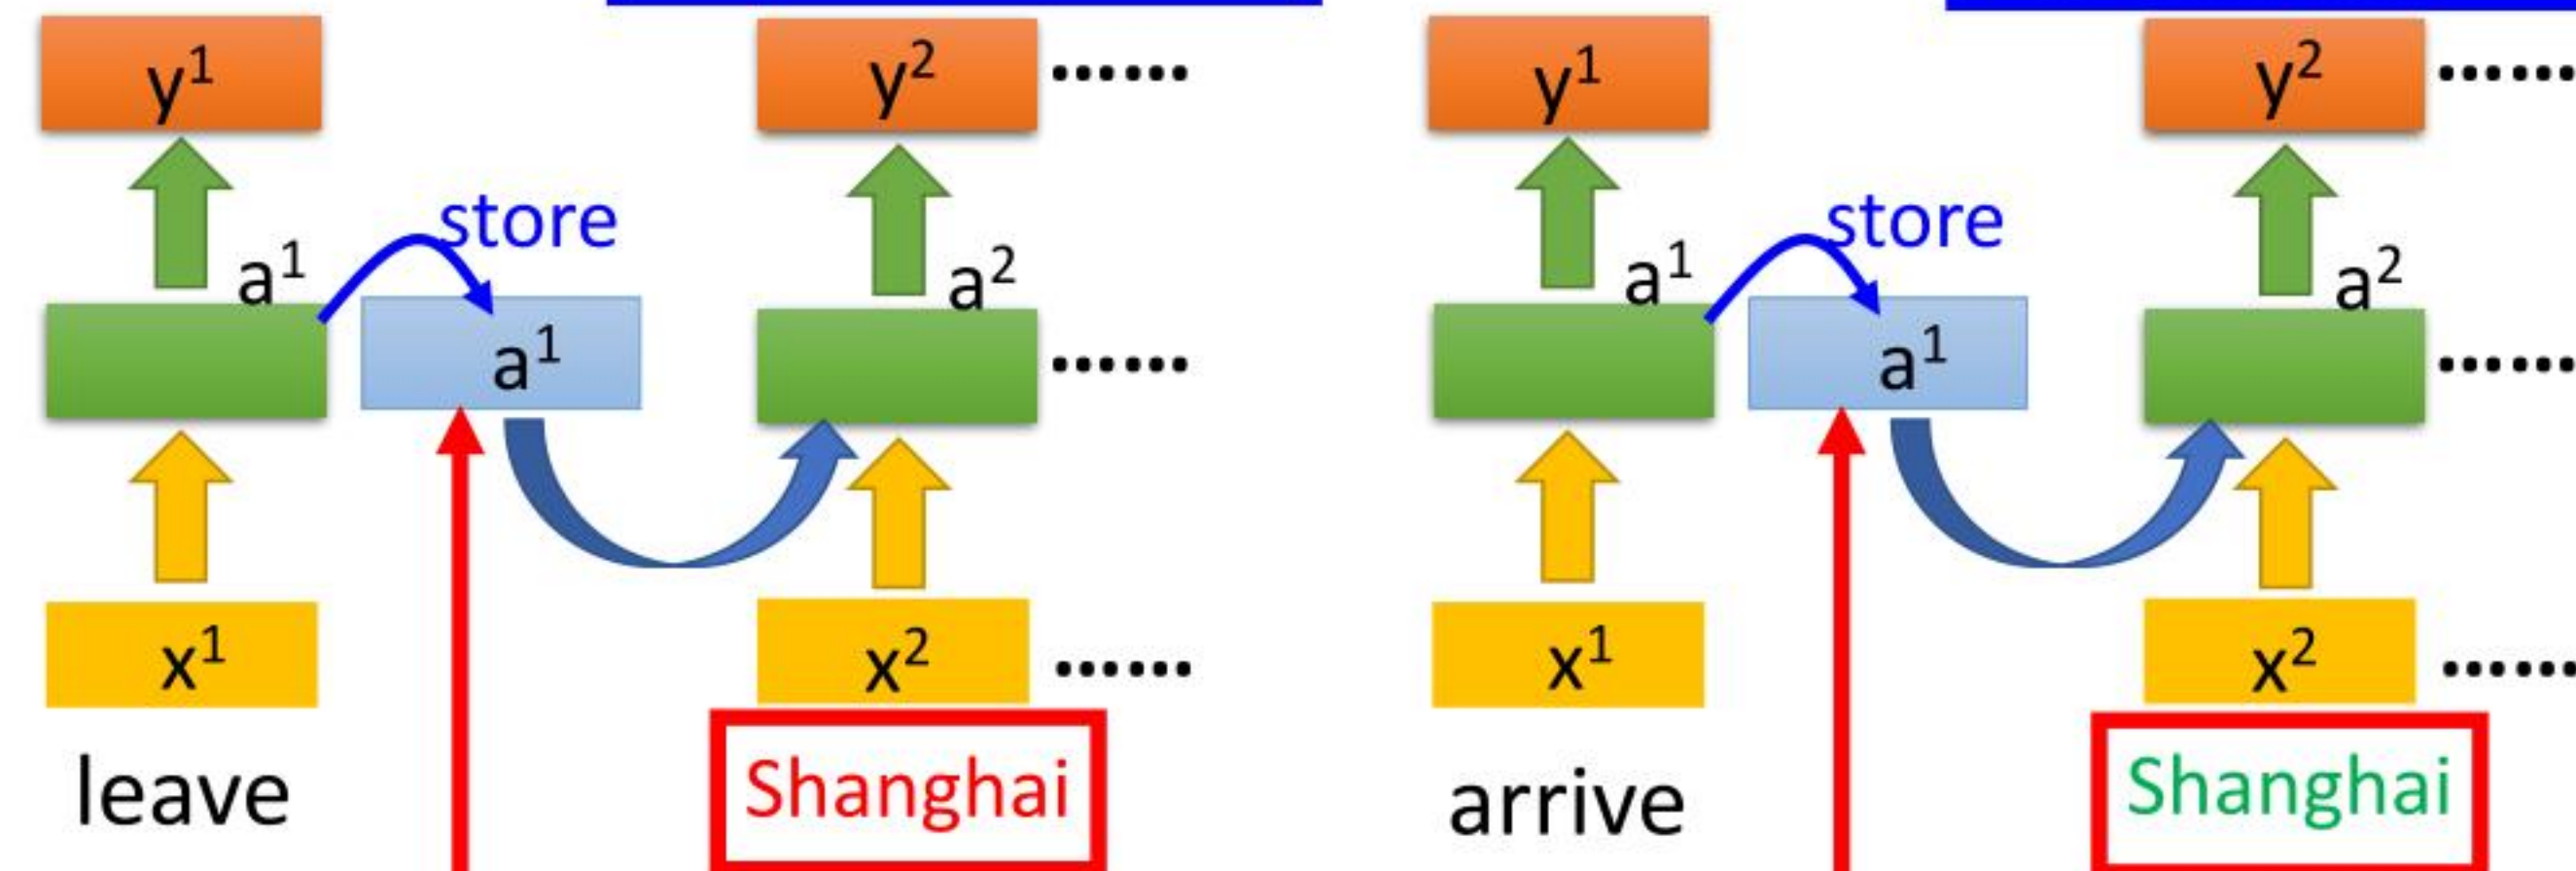 y¹ y² ...... y¹ y² ......
store store
a¹ a² a¹ a²
a¹ ...... a¹ ......
x¹ x² ...... x¹ x² ......
leave Shanghai arrive Shanghai